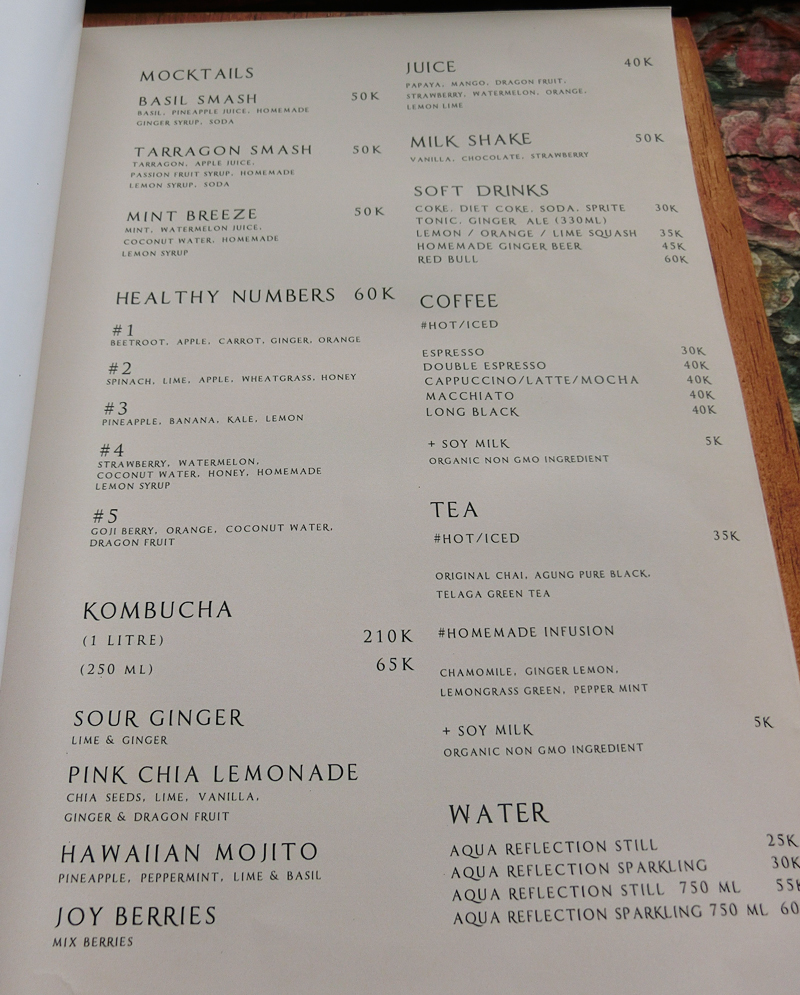 MOCKTAILS
BASIL SMASH 50K
BASIL, PINEAPPLE JUICE, HOMEMADE
GINGER SYRUP, SODA
TARRAGON SMASH 50K
TARRAGON, APPLE JUICE,
PASSION FRUIT SYRUP, HOMEMADE
LEMON SYRUP, SODA
MINT BREEZE 50K
MINT, WATERMELON JUICE,
COCONUT WATER, HOMEMADE
LEMON SYRUP
HEALTHY NUMBERS 60K
#1
BEETROOT, APPLE, CARROT, GINGER, ORANGE
#2
SPINACH, LIME, APPLE, WHEATGRASS, HONEY
#3
PINEAPPLE, BANANA, KALE, LEMON
#4
STRAWBERRY, WATERMELON,
COCONUT WATER, HONEY, HOMEMADE
LEMON SYRUP
#5
GOJI BERRY, ORANGE, COCONUT WATER,
DRAGON FRUIT
KOMBUCHA
(1 LITRE) 210K
(250 ML) 65K
SOUR GINGER
LIME & GINGER
PINK CHIA LEMONADE
CHIA SEEDS, LIME, VANILLA,
GINGER & DRAGON FRUIT
HAWAIIAN MOJITO
PINEAPPLE, PEPPERMINT, LIME & BASIL
JOY BERRIES
MIX BERRIES
JUICE 40K
PAPAYA, MANGO, DRAGON FRUIT,
STRAWBERRY, WATERMELON, ORANGE,
LEMON LIME
MILK SHAKE 50K
VANILLA, CHOCOLATE, STRAWBERRY
SOFT DRINKS
COKE, DIET COKE, SODA, SPRITE 30K
TONIC, GINGER ALE (330ML)
LEMON / ORANGE / LIME SQUASH 35K
HOMEMADE GINGER BEER 45K
RED BULL 60K
COFFEE
#HOT/ICED
ESPRESSO 30K
DOUBLE ESPRESSO 40K
CAPPUCCINO/LATTE/MOCHA 40K
MACCHIATO 40K
LONG BLACK 40K
+ SOY MILK 5K
ORGANIC NON GMO INGREDIENT
TEA
#HOT/ICED 35K
ORIGINAL CHAI, AGUNG PURE BLACK,
TELAGA GREEN TEA
#HOMEMADE INFUSION
CHAMOMILE, GINGER LEMON,
LEMONGRASS GREEN, PEPPER MINT
+ SOY MILK 5K
ORGANIC NON GMO INGREDIENT
WATER
AQUA REFLECTION STILL 25K
AQUA REFLECTION SPARKLING 30K
AQUA REFLECTION STILL 750 ML 55K
AQUA REFLECTION SPARKLING 750 ML 60